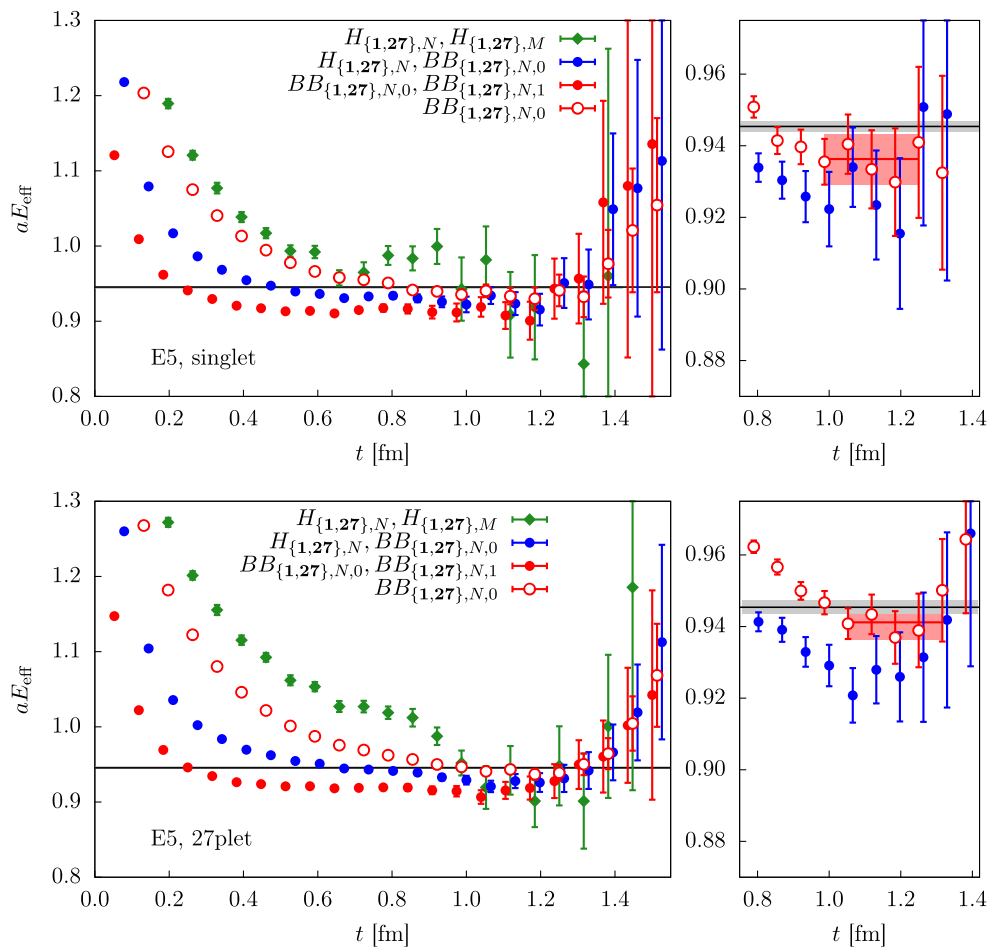 1.3
1.2
1.1
1.0
0.9
0.8
aE_eff
H_{1,27},N, H_{1,27},M
H_{1,27},N, BB_{1,27},N,0
BB_{1,27},N,0, BB_{1,27},N,1
BB_{1,27},N,0
E5, singlet
0.0 0.2 0.4 0.6 0.8 1.0 1.2 1.4
t [fm]
0.96
0.94
0.92
0.90
0.88
0.8 1.0 1.2 1.4
t [fm]
1.3
1.2
1.1
1.0
0.9
0.8
aE_eff
H_{1,27},N, H_{1,27},M
H_{1,27},N, BB_{1,27},N,0
BB_{1,27},N,0, BB_{1,27},N,1
BB_{1,27},N,0
E5, 27plet
0.0 0.2 0.4 0.6 0.8 1.0 1.2 1.4
t [fm]
0.96
0.94
0.92
0.90
0.88
0.8 1.0 1.2 1.4
t [fm]